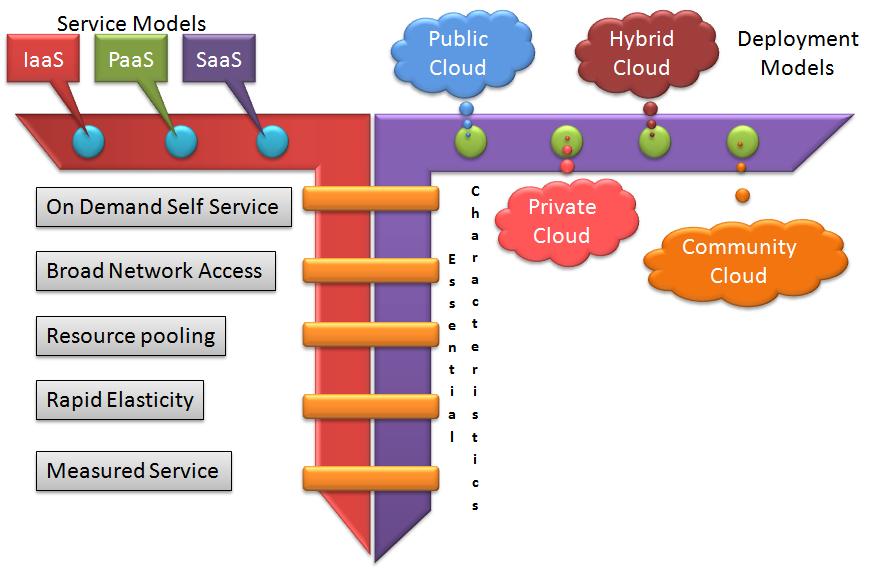 Service Models
IaaS
PaaS
SaaS
Public
Cloud
Hybrid
Cloud
Deployment
Models
Private
Cloud
Community
Cloud
On Demand Self Service
Broad Network Access
Resource pooling
Rapid Elasticity
Measured Service
Essential
Characteristics